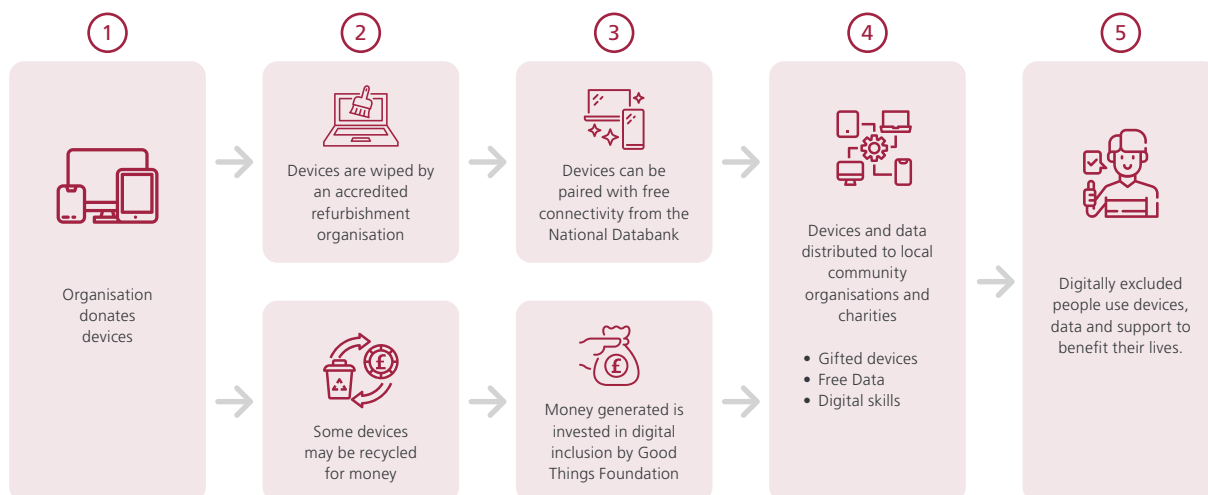 1
Organisation
donates
devices
2
Devices are wiped by
an accredited
refurbishment
organisation
£
Some devices
may be recycled
for money
3
Devices can be
paired with free
connectivity from the
National Databank
£
Money generated is
invested in digital
inclusion by Good
Things Foundation
4
Devices and data
distributed to local
community
organisations and
charities
• Gifted devices
• Free Data
• Digital skills
5
Digitally excluded
people use devices,
data and support to
benefit their lives.